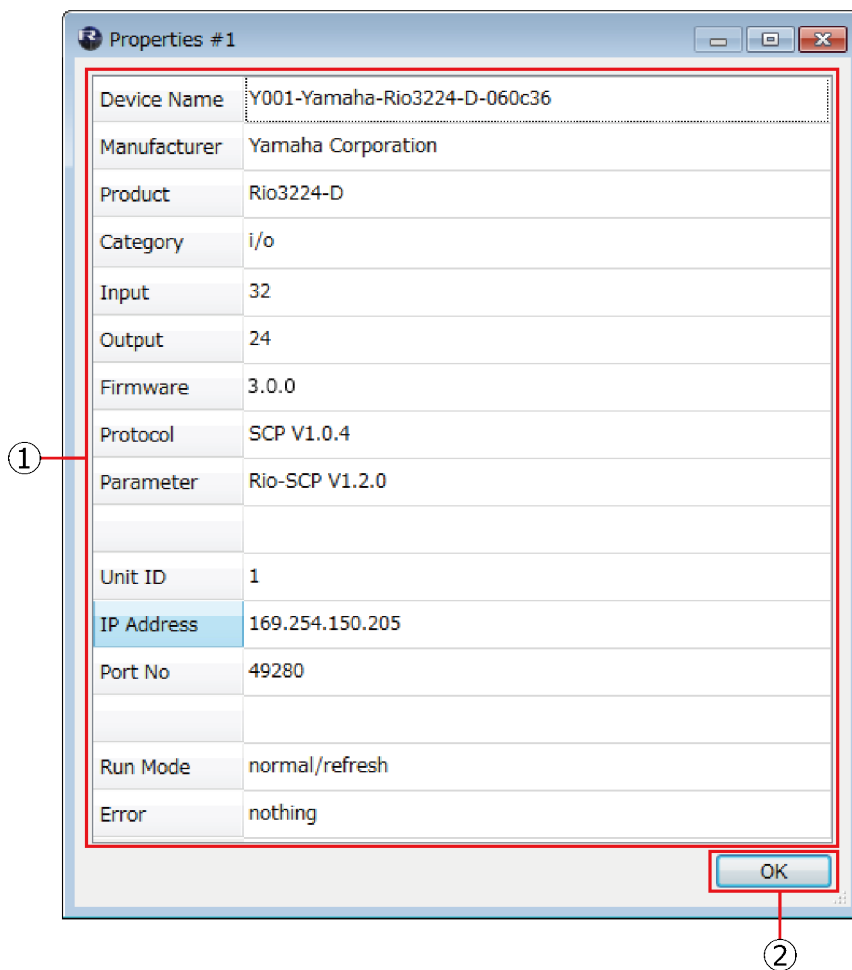 Properties #1
Device Name Y001-Yamaha-Rio3224-D-060c36
Manufacturer Yamaha Corporation
Product Rio3224-D
Category i/o
Input 32
Output 24
Firmware 3.0.0
Protocol SCP V1.0.4
① Parameter Rio-SCP V1.2.0
Unit ID 1
IP Address 169.254.150.205
Port No 49280
Run Mode normal/refresh
Error nothing
OK
②